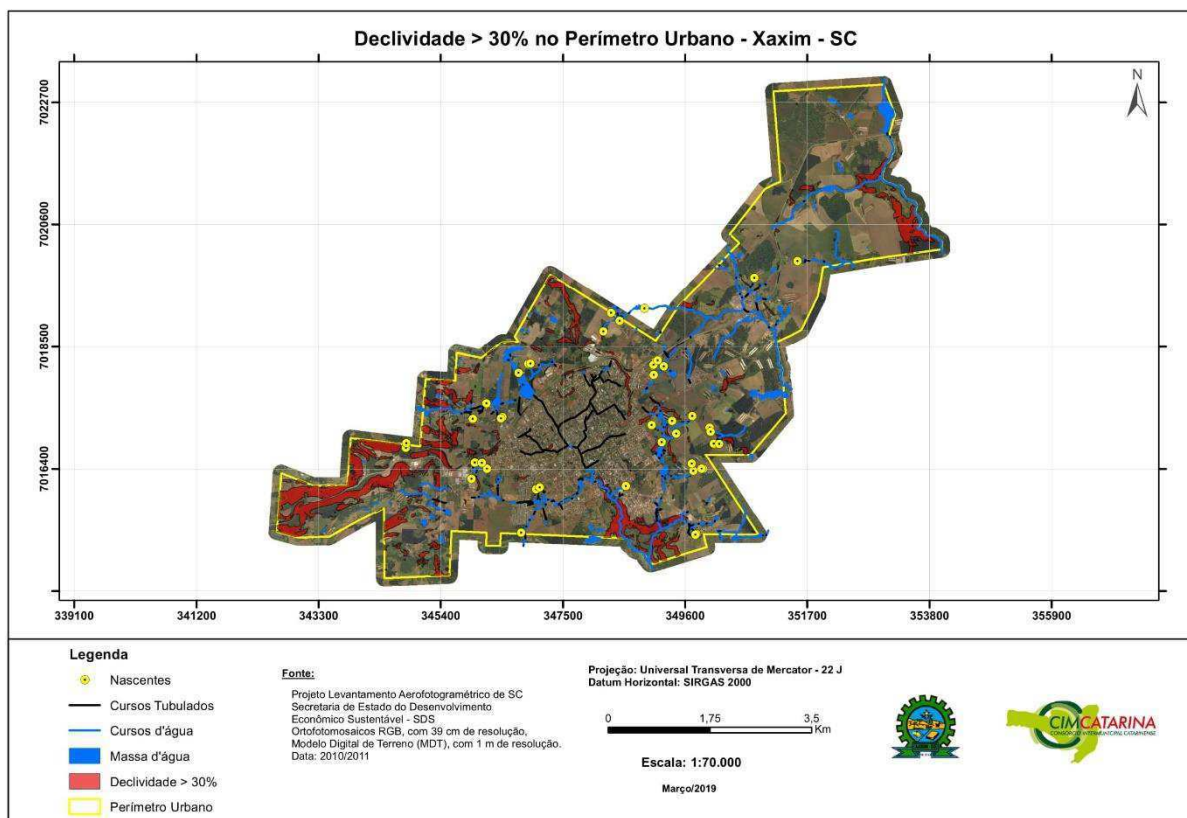 Declividade > 30% no Perímetro Urbano - Xaxim - SC
N
7022700
7020600
7018500
7016400
339100
341200
343300
345400
347500
349600
351700
353800
355900
Legenda
Nascentes
Cursos Tubulados
Cursos d'água
Massa d'água
Declividade > 30%
Perímetro Urbano
Fonte:
Projeto Levantamento Aerofotogramétrico de SC
Secretaria de Estado do Desenvolvimento
Econômico Sustentável - SDS
Ortofotomosaicos RGB, com 39 cm de resolução,
Modelo Digital de Terreno (MDT), com 1 m de resolução.
Data: 2010/2011
Projeção: Universal Transversa de Mercator - 22 J
Datum Horizontal: SIRGAS 2000
0 1,75 3,5
Km
Escala: 1:70.000
Março/2019
CIMCATARINA
CONSÓRCIO INTERMUNICIPAL CATARINENSE